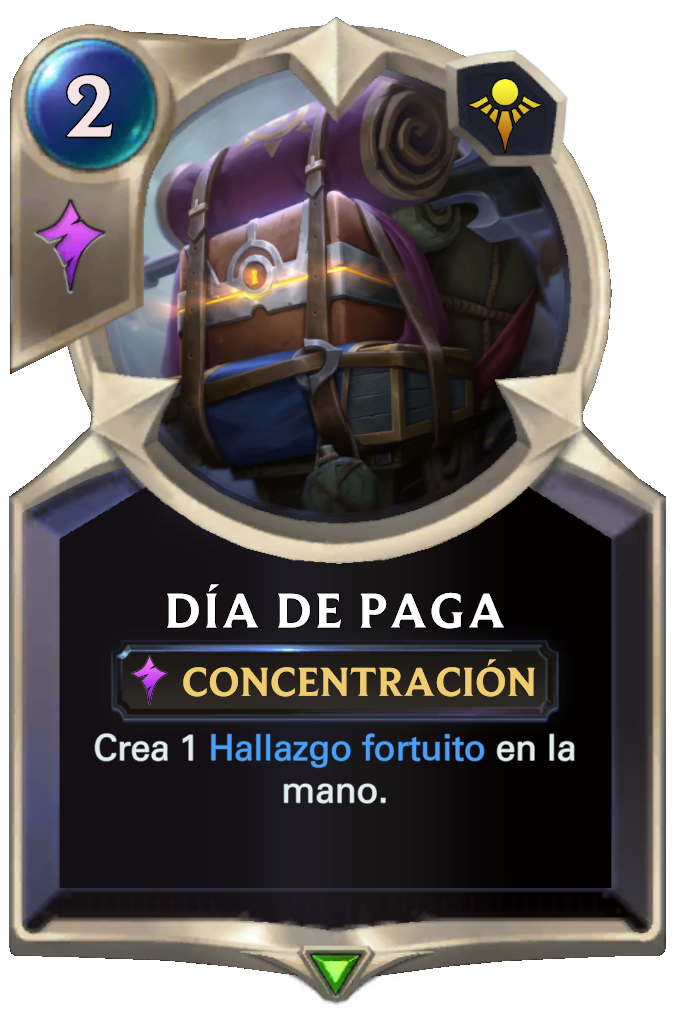 2
DÍA DE PAGA
CONCENTRACIÓN
Crea 1 Hallazgo fortuito en la
mano.